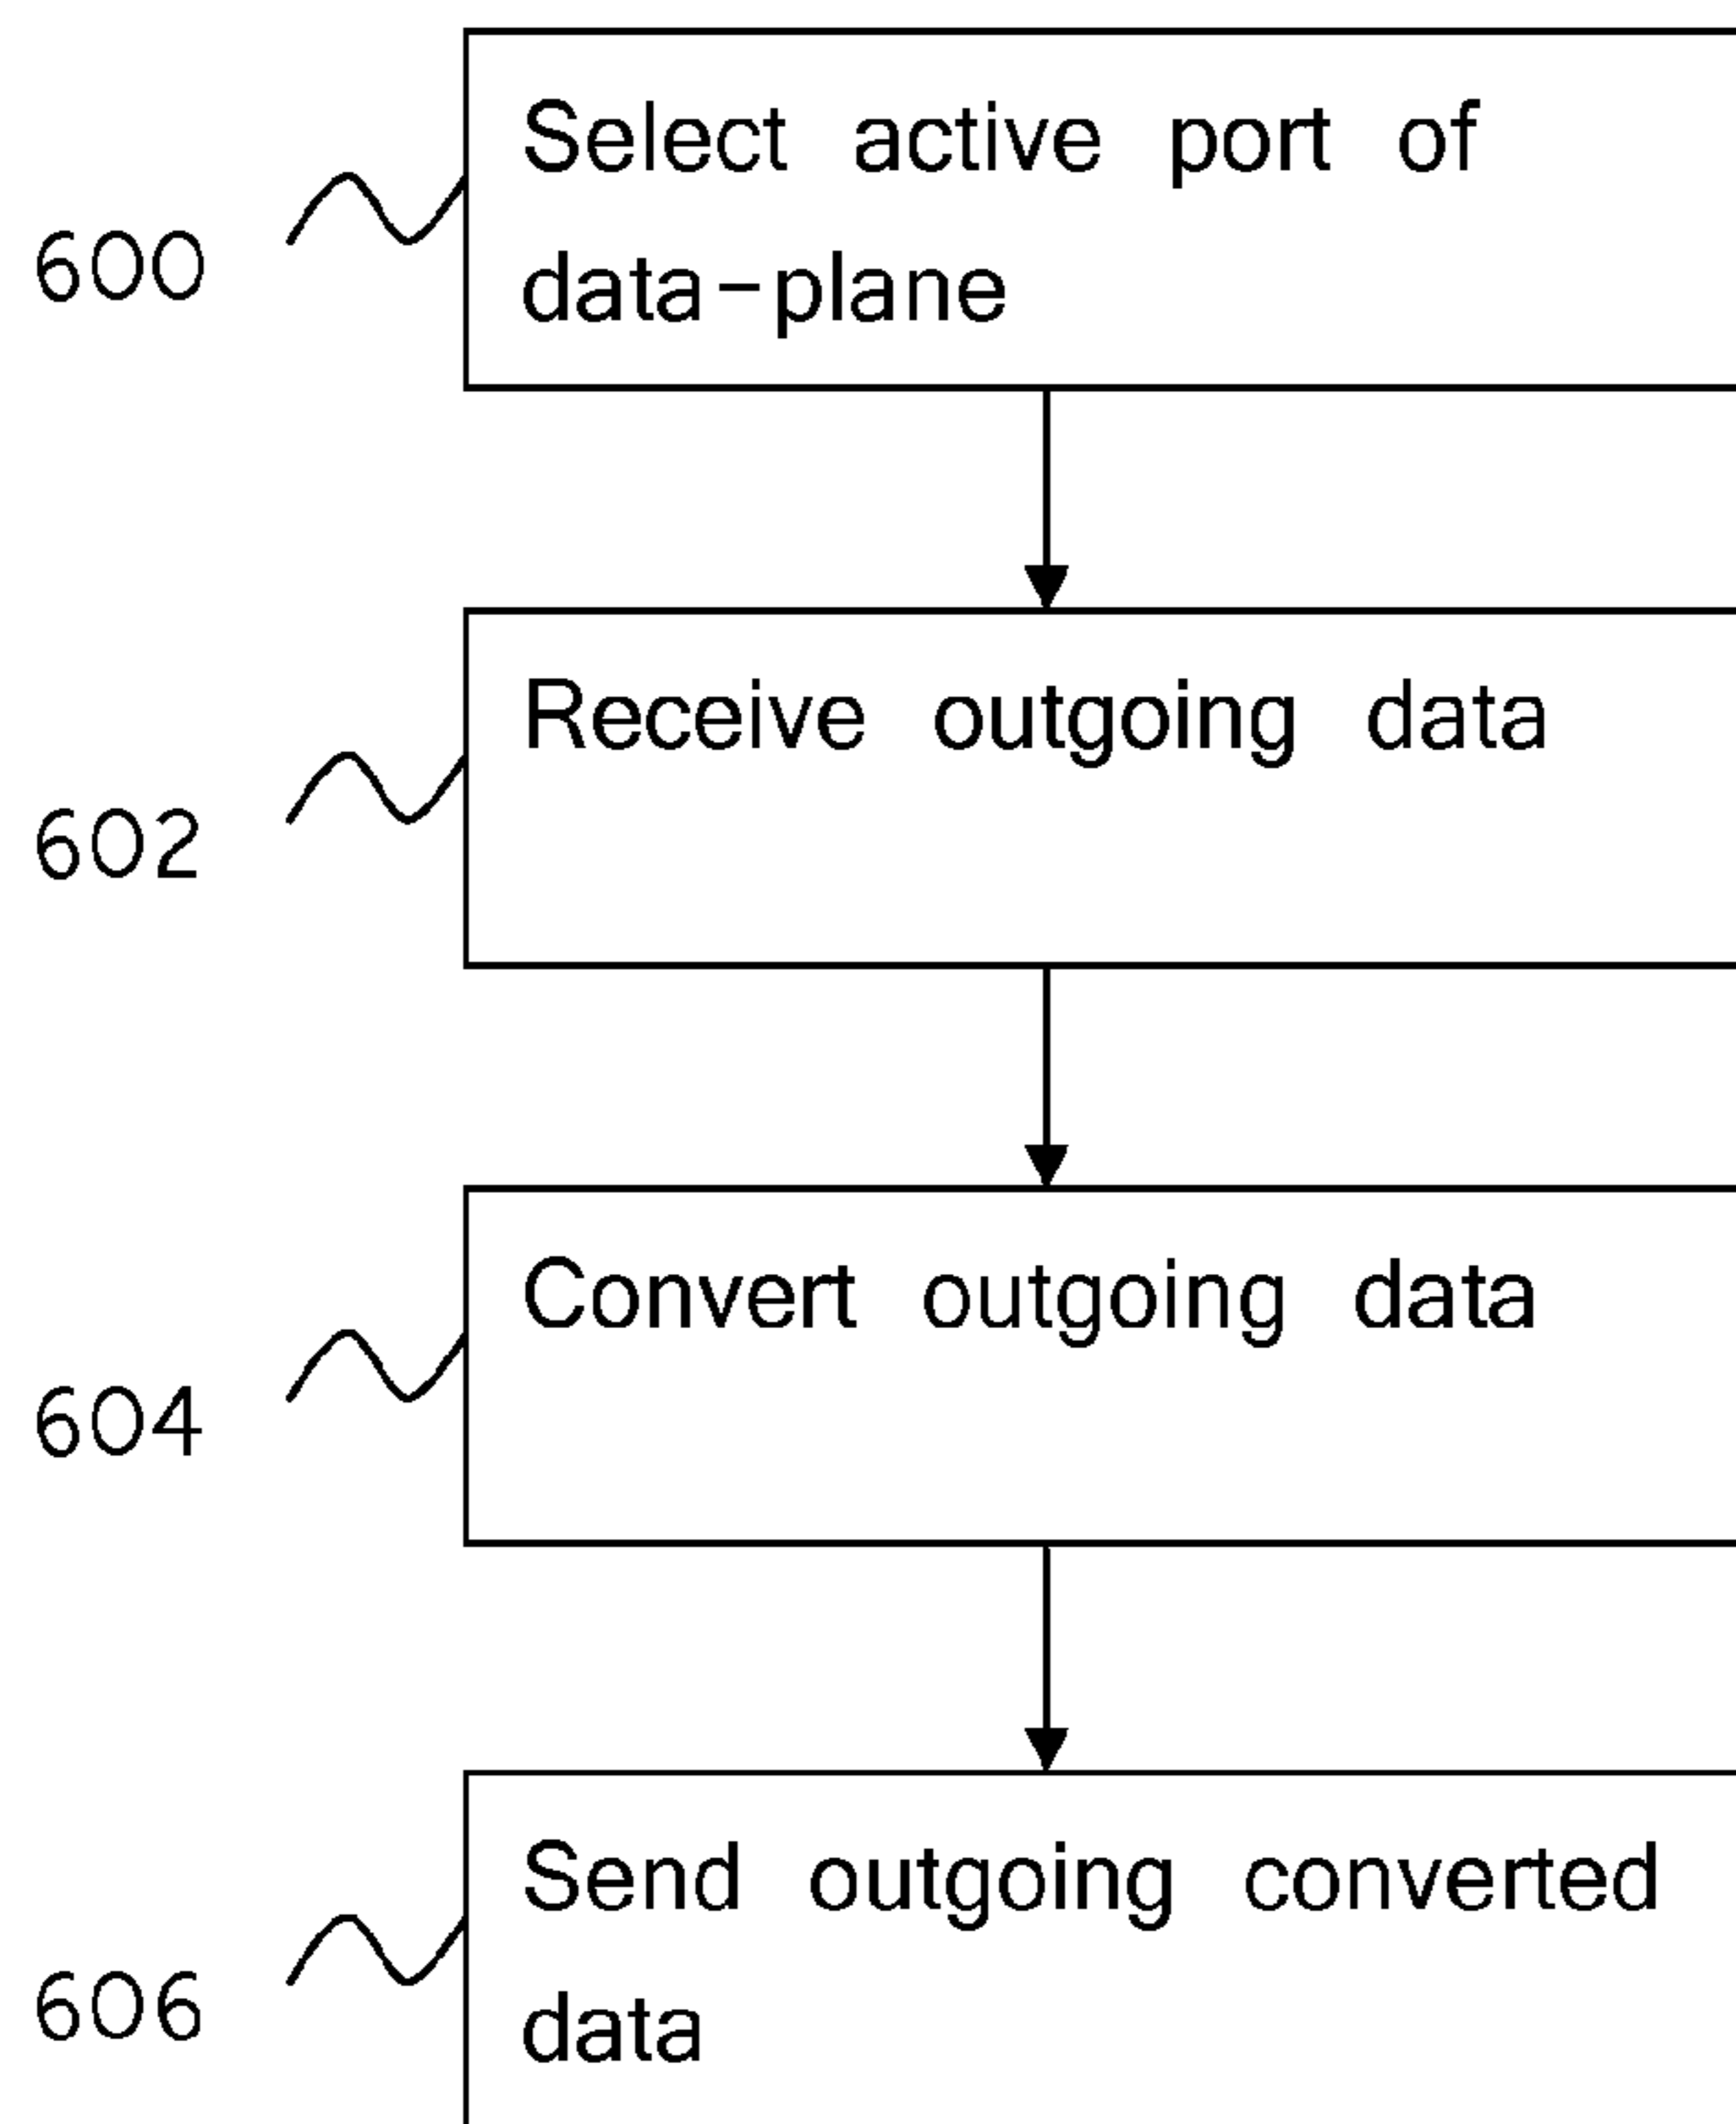 Select active port of
data-plane
600
Receive outgoing data
602
Convert outgoing data
604
Send outgoing converted
data
606